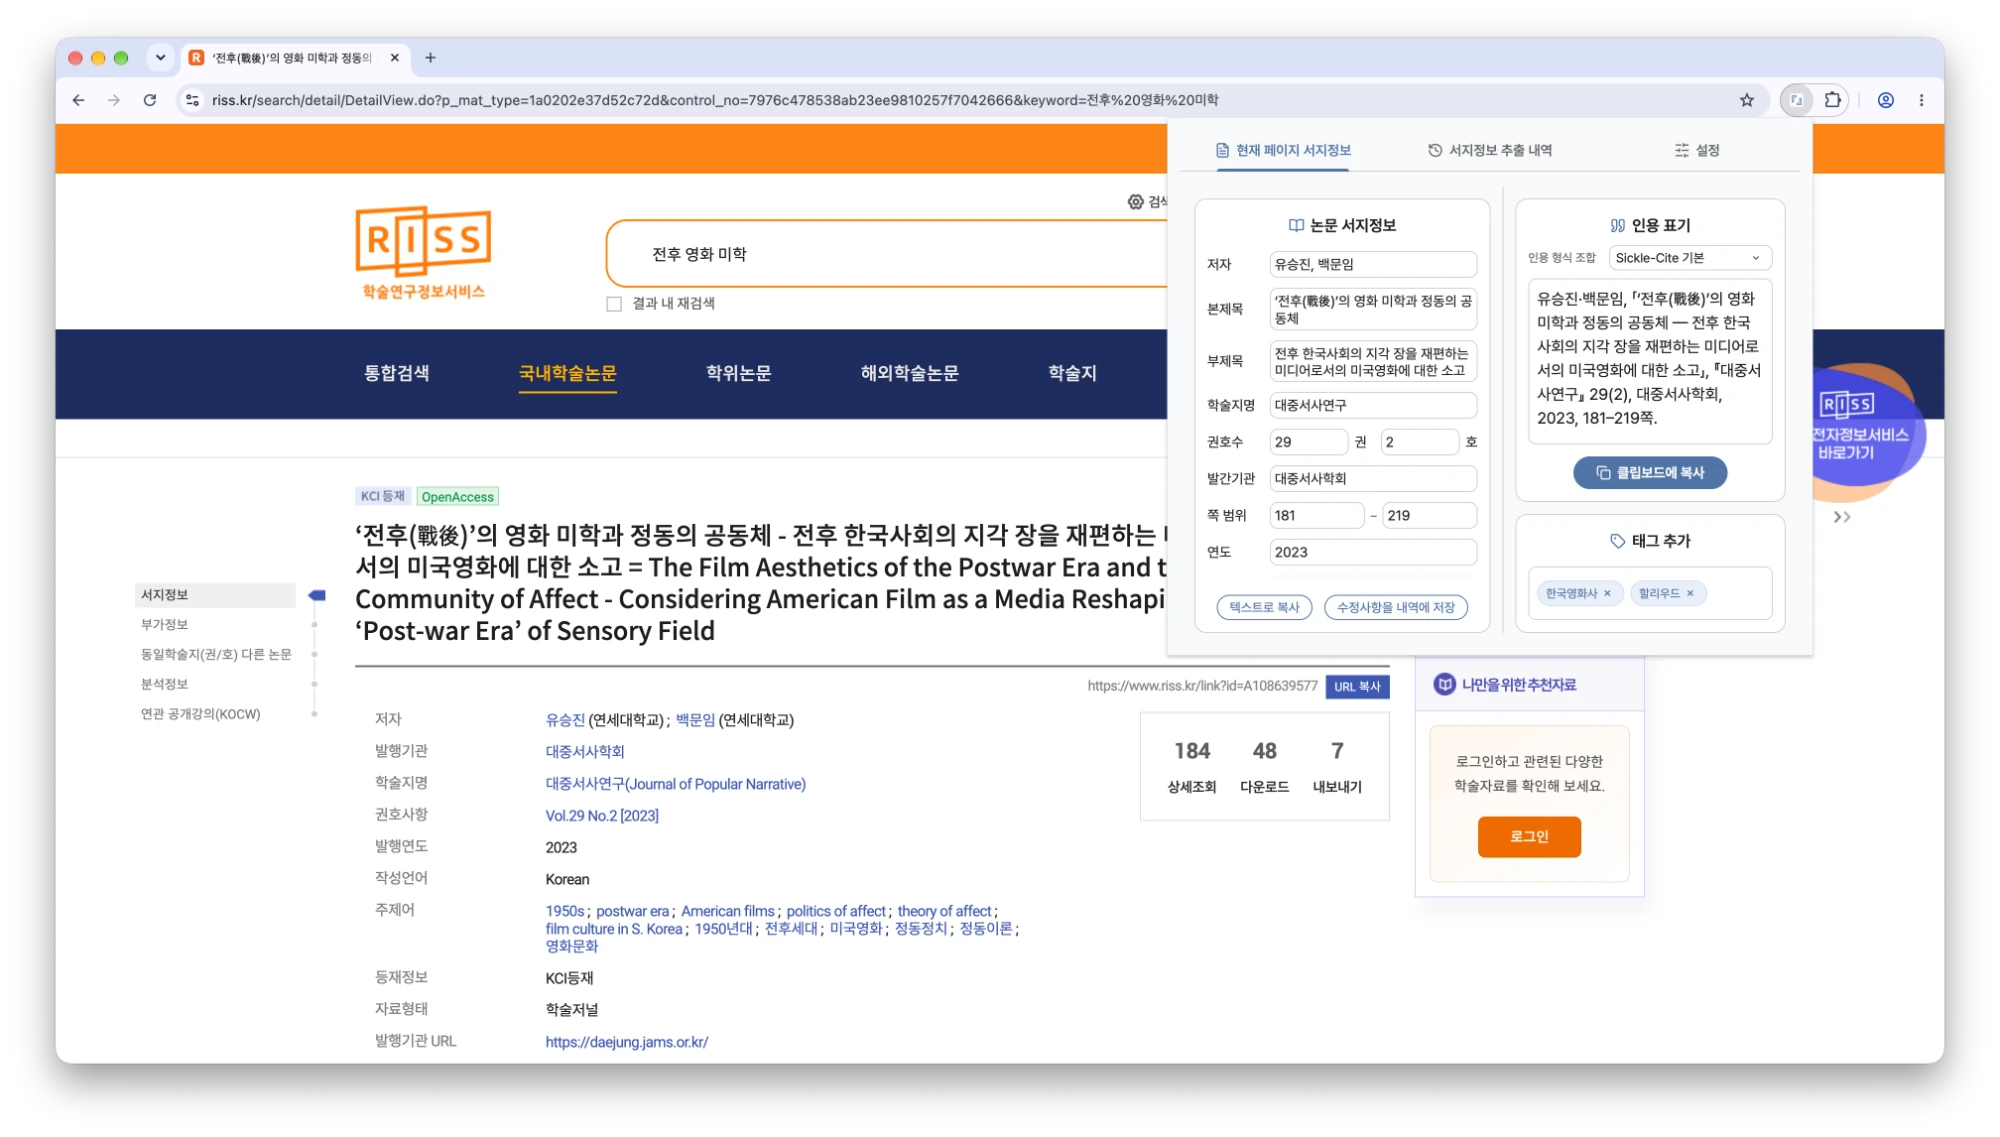 '전후(戰後)'의 영화 미학과 정동의
riss.kr/search/detail/DetailView.do?p_mat_type=1a0202e37d52c72d&control_no=7976c478538ab23ee9810257f7042666&keyword=전후%20영화%20미학
RISS
학술연구정보서비스
검색
전후 영화 미학
결과 내 재검색
통합검색
국내학술논문
학위논문
해외학술논문
학술지
서지정보
부가정보
동일학술지(권/호) 다른 논문
분석정보
연관 공개강의(KOCW)
KCI 등재 OpenAccess
‘전후(戰後)’의 영화 미학과 정동의 공동체 - 전후 한국사회의 지각 장을 재편하는
서의 미국영화에 대한 소고 = The Film Aesthetics of the Postwar Era and t
Community of Affect - Considering American Film as a Media Reshapi
‘Post-war Era’ of Sensory Field
https://www.riss.kr/link?id=A108639577 URL 복사
저자 유승진 (연세대학교) ; 백문임 (연세대학교)
발행기관 대중서사학회
학술지명 대중서사연구(Journal of Popular Narrative)
권호사항 Vol.29 No.2 [2023]
발행연도 2023
작성언어 Korean
주제어 1950s ; postwar era ; American films ; politics of affect ; theory of affect ;
film culture in S. Korea ; 1950년대 ; 전후세대 ; 미국영화 ; 정동정치 ; 정동이론 ;
영화문화
등재정보 KCI등재
자료형태 학술저널
발행기관 URL https://daejung.jams.or.kr/
184 48 7
상세조회 다운로드 내보내기
현재 페이지 서지정보
서지정보 추출 내역
설정
논문 서지정보
저자 유승진, 백문임
본제목 ‘전후(戰後)’의 영화 미학과 정동의 공
동체
부제목 전후 한국사회의 지각 장을 재편하는
미디어로서의 미국영화에 대한 소고
학술지명 대중서사연구
권호수 29 권 2 호
발간기관 대중서사학회
쪽 범위 181 – 219
연도 2023
텍스트로 복사 수정사항을 내역에 저장
인용 표기
인용 형식 조합 Sickle-Cite 기본
유승진·백문임, 「‘전후(戰後)’의 영화
미학과 정동의 공동체 — 전후 한국
사회의 지각 장을 재편하는 미디어로
서의 미국영화에 대한 소고」, 『대중서
사연구』 29(2), 대중서사학회,
2023, 181–219쪽.
클립보드에 복사
태그 추가
한국영화사 × 할리우드 ×
RISS
전자정보서비스
바로가기
나만을 위한 추천자료
로그인하고 관련된 다양한
학술자료를 확인해 보세요.
로그인